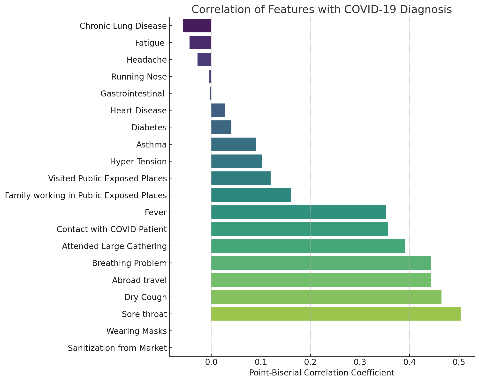 Correlation of Features with COVID-19 Diagnosis
Chronic Lung Disease
Fatigue
Headache
Running Nose
Gastrointestinal
Heart Disease
Diabetes
Asthma
Hyper Tension
Visited Public Exposed Places
Family working in Public Exposed Places
Fever
Contact with COVID Patient
Attended Large Gathering
Breathing Problem
Abroad travel
Dry Cough
Sore throat
Wearing Masks
Sanitization from Market
0.0 0.1 0.2 0.3 0.4 0.5
Point-Biserial Correlation Coefficient